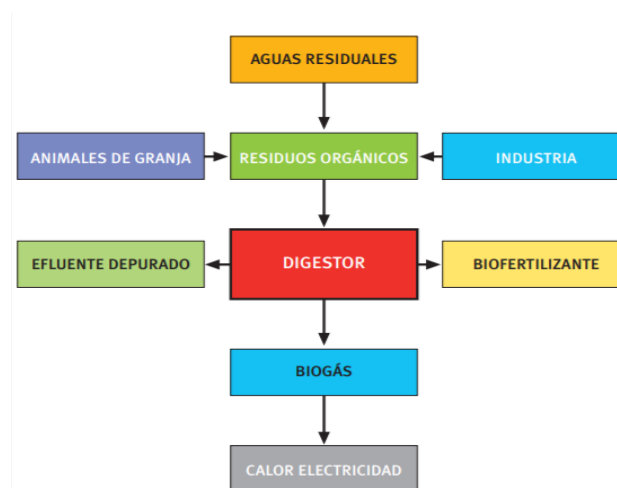 AGUAS RESIDUALES
ANIMALES DE GRANJA
RESIDUOS ORGÁNICOS
INDUSTRIA
EFLUENTE DEPURADO
DIGESTOR
BIOFERTILIZANTE
BIOGÁS
CALOR ELECTRICIDAD